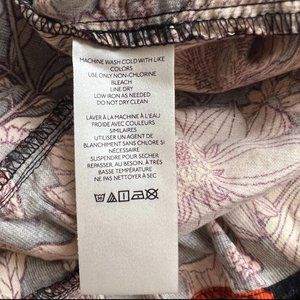 MACHINE WASH COLD WITH LIKE
COLORS
USE ONLY NON-CHLORINE
BLEACH
LINE DRY
LOW IRON AS NEEDED
DO NOT DRY CLEAN
LAVER À LA MACHINE À L'EAU
FROIDE AVEC COULEURS
SIMILAIRES
UTILISER UN AGENT DE
BLANCHIMENT SANS CHLORE SI
NÉCESSAIRE
SUSPENDRE POUR SÉCHER
REPASSER, AU BESOIN, À TRÈS
BASSE TEMPÉRATURE
NE PAS NETTOYER À SEC